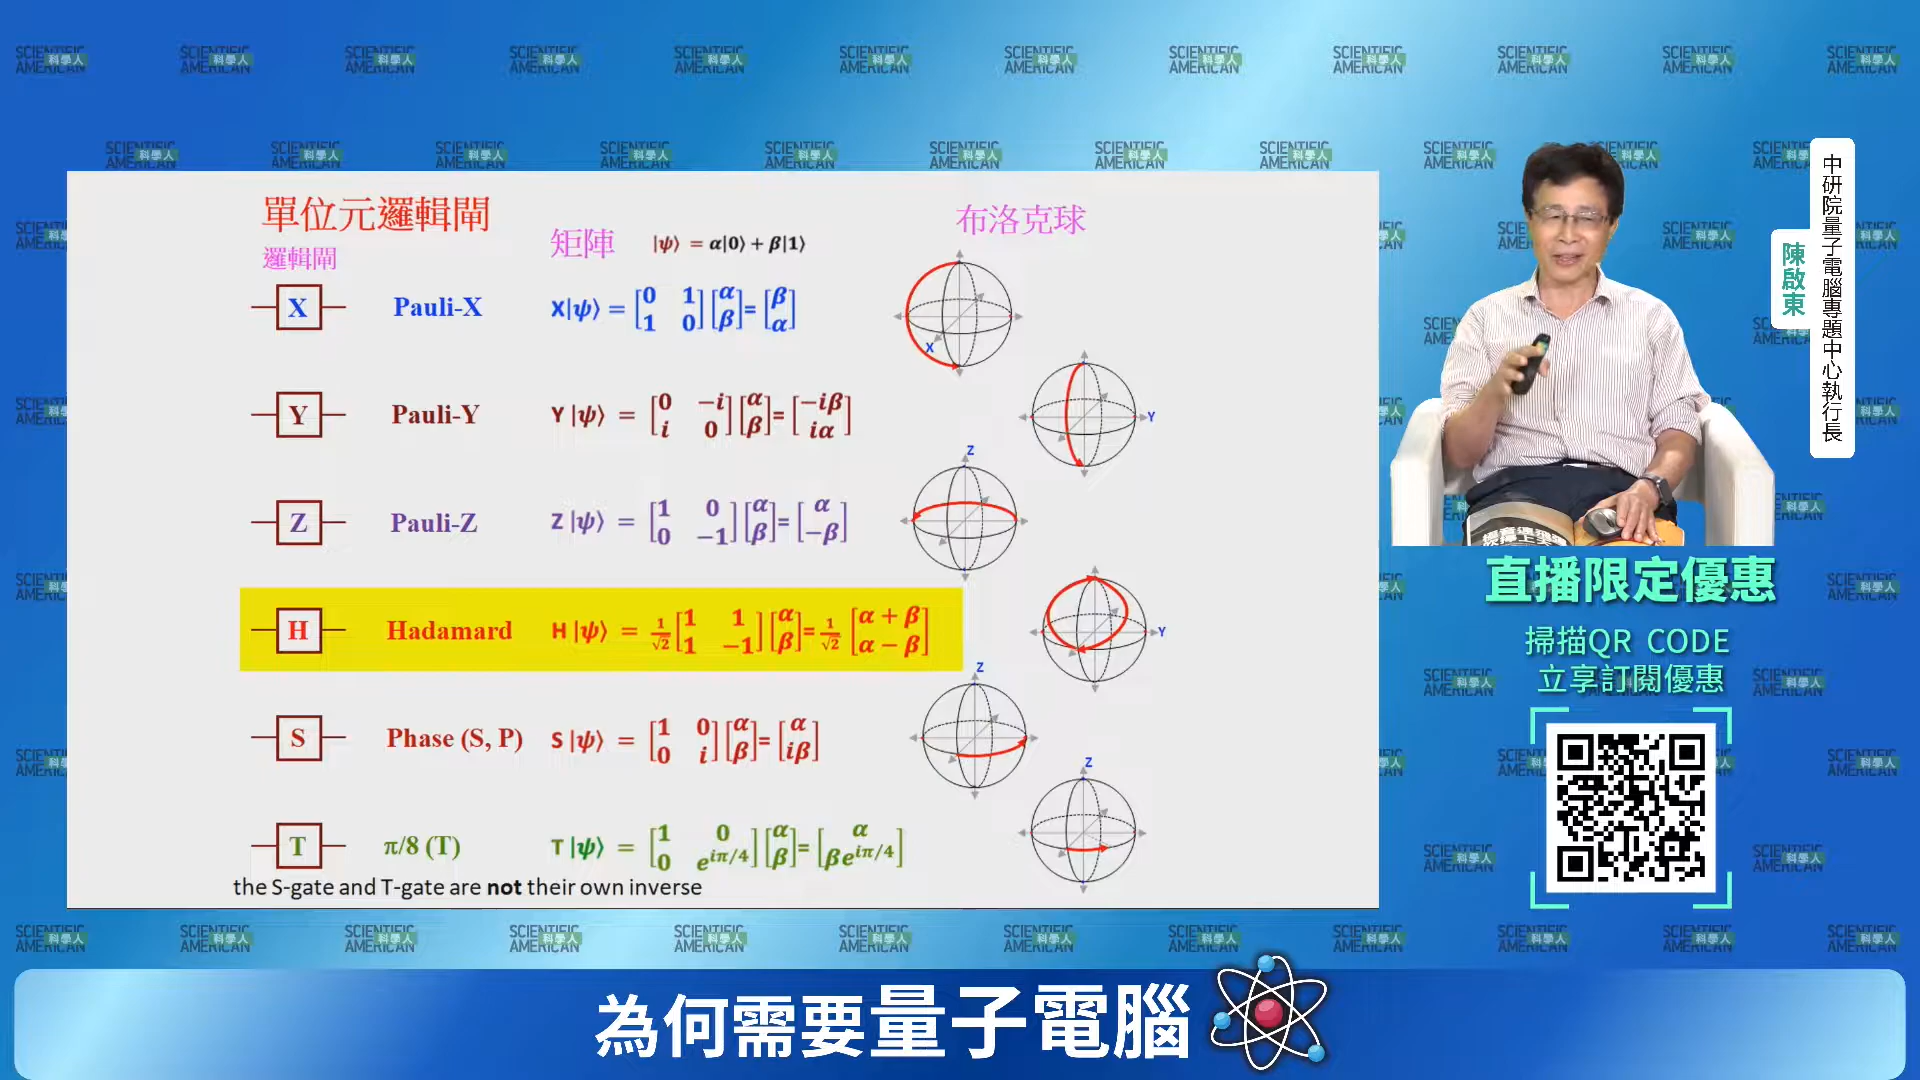 SCIENTIFIC AMERICAN 科學人
單位元邏輯閘
邏輯閘
矩陣
|ψ⟩ = α|0⟩ + β|1⟩
布洛克球
X Pauli-X X|ψ⟩ = [0 1; 1 0][α; β]=[β; α]
X
Y Pauli-Y Y |ψ⟩ = [0 −i; i 0][α; β]=[−iβ; iα]
Y
Z Pauli-Z Z |ψ⟩ = [1 0; 0 −1][α; β]=[α; −β]
Z
H Hadamard H |ψ⟩ = 1/√2 [1 1; 1 −1][α; β]= 1/√2 [α + β; α − β]
Y
S Phase (S, P) S |ψ⟩ = [1 0; 0 i][α; β]=[α; iβ]
Z
T π/8 (T) T |ψ⟩ = [1 0; 0 e^{iπ/4}][α; β]=[α; βe^{iπ/4}]
Z
the S-gate and T-gate are not their own inverse
中研院量子電腦專題中心執行長
陳啟東
直播限定優惠
掃描QR CODE
立享訂閱優惠
為何需要量子電腦